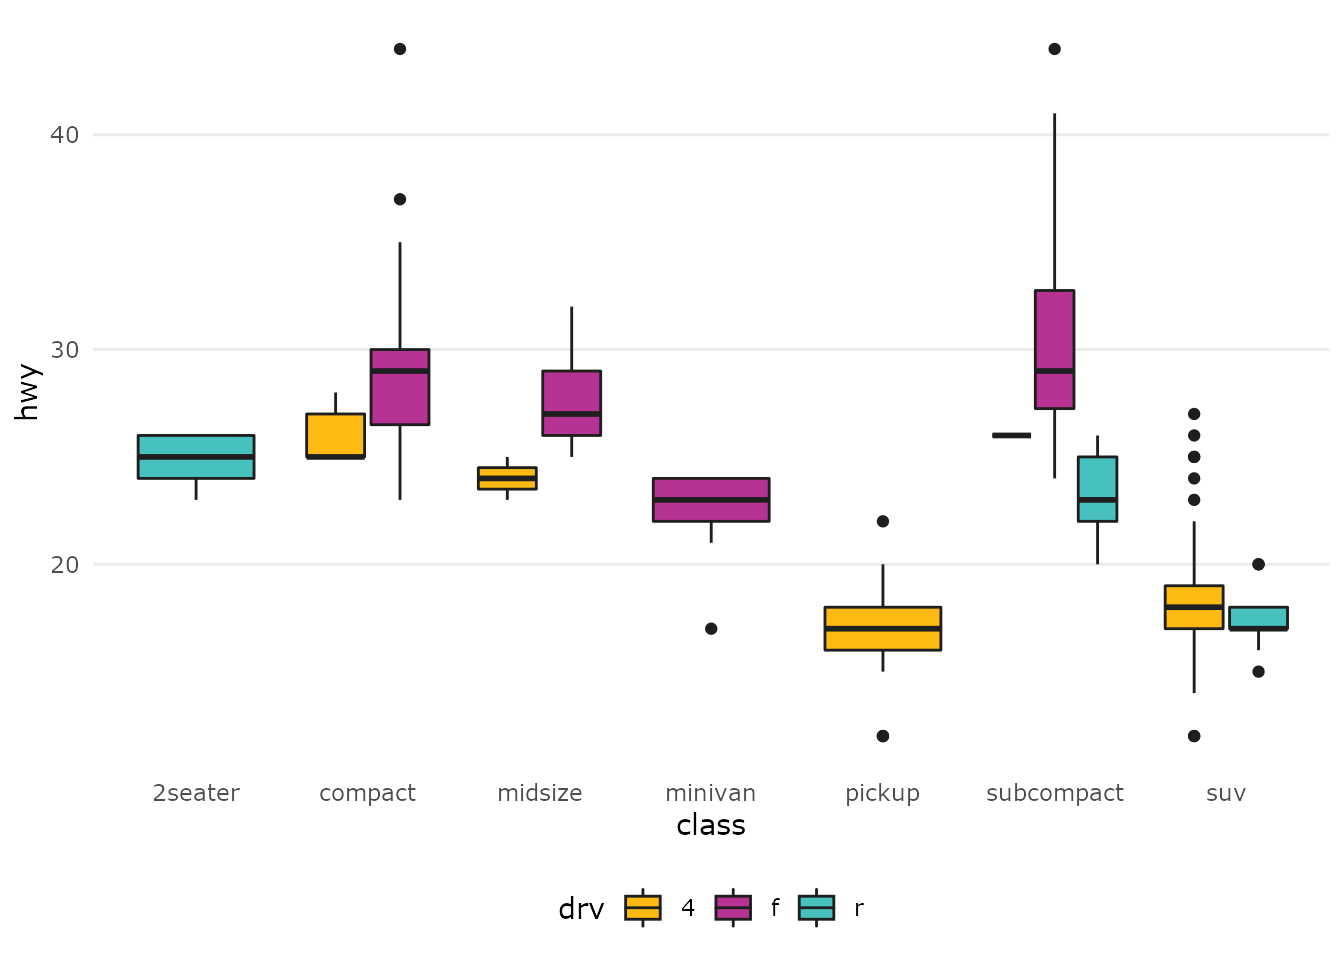 40
30
20
hwy
2seater compact midsize minivan pickup subcompact suv
class
drv 4 f r